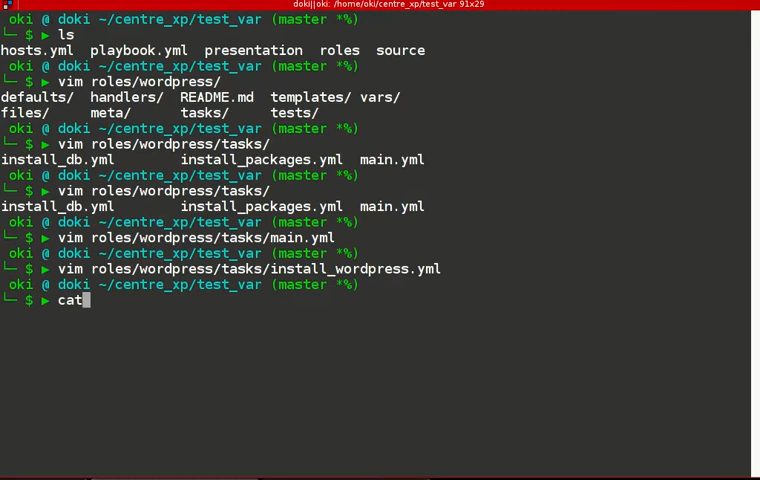 doki||oki: /home/oki/centre_xp/test_var 91x29
oki @ doki ~/centre_xp/test_var (master *%)
└─ $ ▶ ls
hosts.yml  playbook.yml  presentation  roles  source
oki @ doki ~/centre_xp/test_var (master *%)
└─ $ ▶ vim roles/wordpress/
defaults/  handlers/  README.md  templates/ vars/
files/     meta/      tasks/     tests/
oki @ doki ~/centre_xp/test_var (master *%)
└─ $ ▶ vim roles/wordpress/tasks/
install_db.yml        install_packages.yml  main.yml
oki @ doki ~/centre_xp/test_var (master *%)
└─ $ ▶ vim roles/wordpress/tasks/
install_db.yml        install_packages.yml  main.yml
oki @ doki ~/centre_xp/test_var (master *%)
└─ $ ▶ vim roles/wordpress/tasks/main.yml
oki @ doki ~/centre_xp/test_var (master *%)
└─ $ ▶ vim roles/wordpress/tasks/install_wordpress.yml
oki @ doki ~/centre_xp/test_var (master *%)
└─ $ ▶ cat